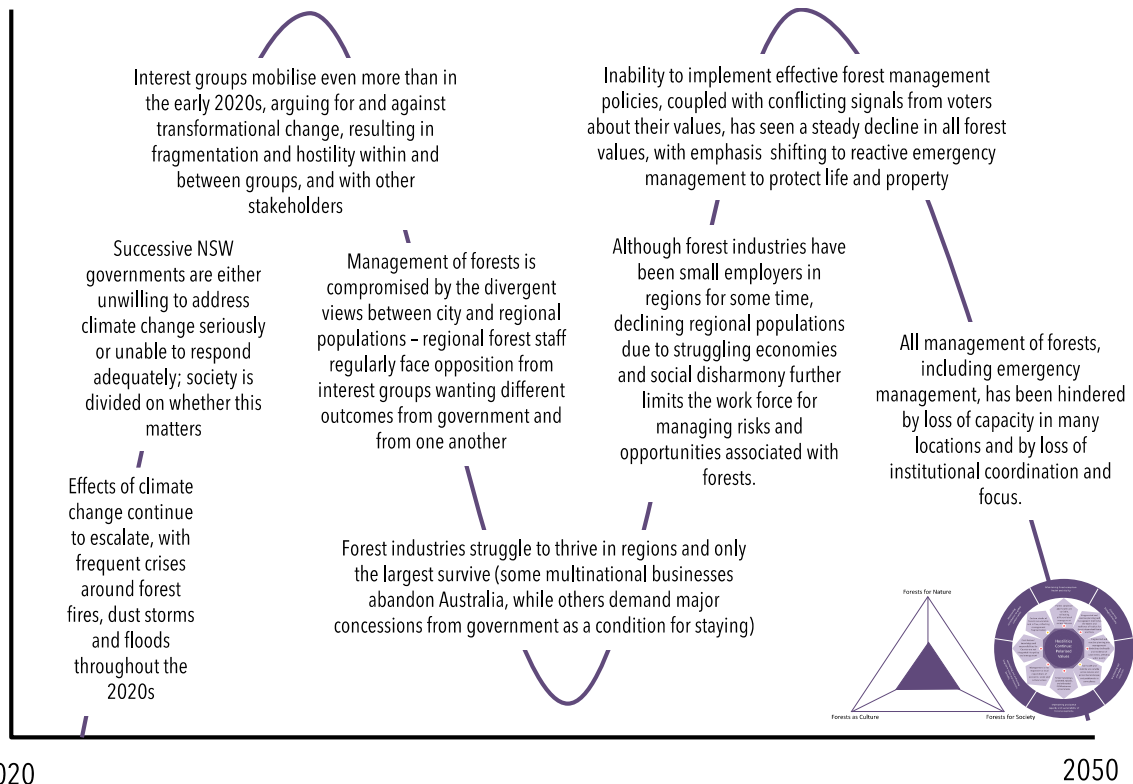 Interest groups mobilise even more than in
the early 2020s, arguing for and against
transformational change, resulting in
fragmentation and hostility within and
between groups, and with other
stakeholders
Inability to implement effective forest management
policies, coupled with conflicting signals from voters
about their values, has seen a steady decline in all forest
values, with emphasis shifting to reactive emergency
management to protect life and property
Successive NSW
governments are either
unwilling to address
climate change seriously
or unable to respond
adequately; society is
divided on whether this
matters
Management of forests is
compromised by the divergent
views between city and regional
populations – regional forest staff
regularly face opposition from
interest groups wanting different
outcomes from government and
from one another
Although forest industries have
been small employers in
regions for some time,
declining regional populations
due to struggling economies
and social disharmony further
limits the work force for
managing risks and
opportunities associated with
forests.
All management of forests,
including emergency
management, has been hindered
by loss of capacity in many
locations and by loss of
institutional coordination and
focus.
Effects of climate
change continue
to escalate, with
frequent crises
around forest
fires, dust storms
and floods
throughout the
2020s
Forest industries struggle to thrive in regions and only
the largest survive (some multinational businesses
abandon Australia, while others demand major
concessions from government as a condition for staying)
Forests for Nature
Forests as Culture
Forests for Society
Hostilities
Continue:
Polarised
Values
020
2050